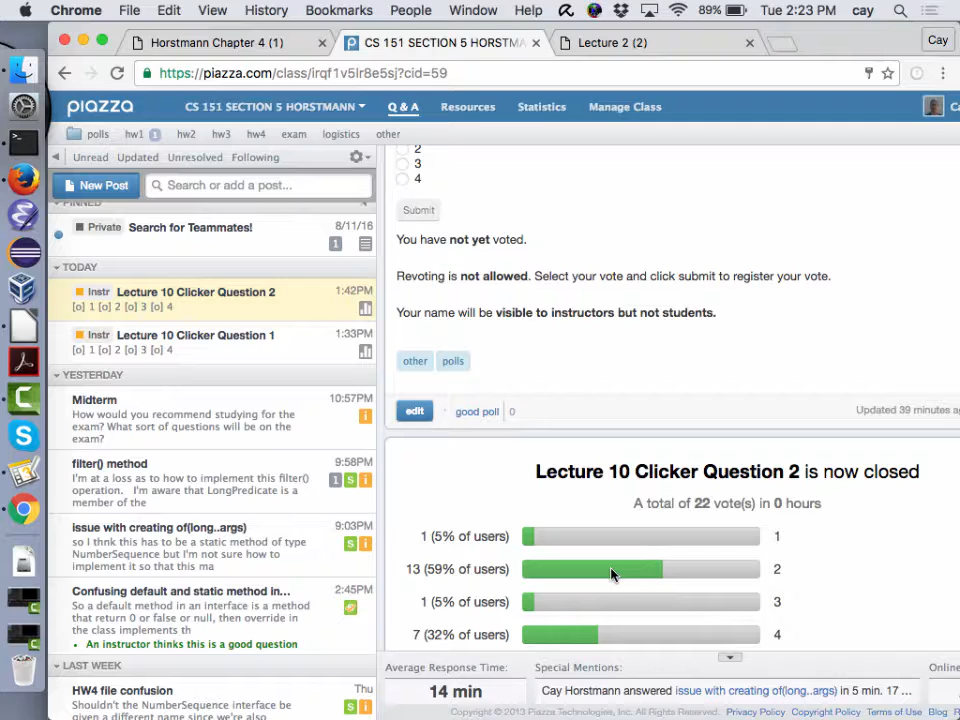 Chrome File Edit View History Bookmarks People Window Help 89% Tue 2:23 PM cay
Horstmann Chapter 4 (1) × CS 151 SECTION 5 HORSTMA × Lecture 2 (2) × Cay
https://piazza.com/class/irqf1v5lr8e5sj?cid=59
piazza CS 151 SECTION 5 HORSTMANN Q & A Resources Statistics Manage Class
polls hw1 1 hw2 hw3 hw4 exam logistics other
Unread Updated Unresolved Following
New Post Search or add a post...
PINNED
Private Search for Teammates! 8/11/16
1
TODAY
Instr Lecture 10 Clicker Question 2 1:42PM
[o] 1 [o] 2 [o] 3 [o] 4
Instr Lecture 10 Clicker Question 1 1:33PM
[o] 1 [o] 2 [o] 3 [o] 4
YESTERDAY
Midterm 10:57PM
How would you recommend studying for the
exam? What sort of questions will be on the
exam?
i
filter() method 9:58PM
I'm at a loss as to how to implement this filter()
operation. I'm aware that LongPredicate is a
member of the
1 S i
issue with creating of(long..args) 9:03PM
so I thnk this has to be a static method of type
NumberSequence but I'm not sure how to
implement it so that this ma
S i
Confusing default and static method in... 2:45PM
So a default method in an interface is a method
that return 0 or false or null, then override in
the class implements th
• An instructor thinks this is a good question
LAST WEEK
HW4 file confusion Thu
Shouldn't the NumberSequence interface be
given a different name since we're also
S i
2
3
4
Submit
You have not yet voted.
Revoting is not allowed. Select your vote and click submit to register your vote.
Your name will be visible to instructors but not students.
other polls
edit · good poll 0 Updated 39 minutes ag
Lecture 10 Clicker Question 2 is now closed
A total of 22 vote(s) in 0 hours
1 (5% of users) 1
13 (59% of users) 2
1 (5% of users) 3
7 (32% of users) 4
Average Response Time: Special Mentions: Online
14 min Cay Horstmann answered issue with creating of(long..args) in 5 min. 17 ...
Copyright © 2013 Piazza Technologies, Inc. All Rights Reserved. Privacy Policy Copyright Policy Terms of Use Blog